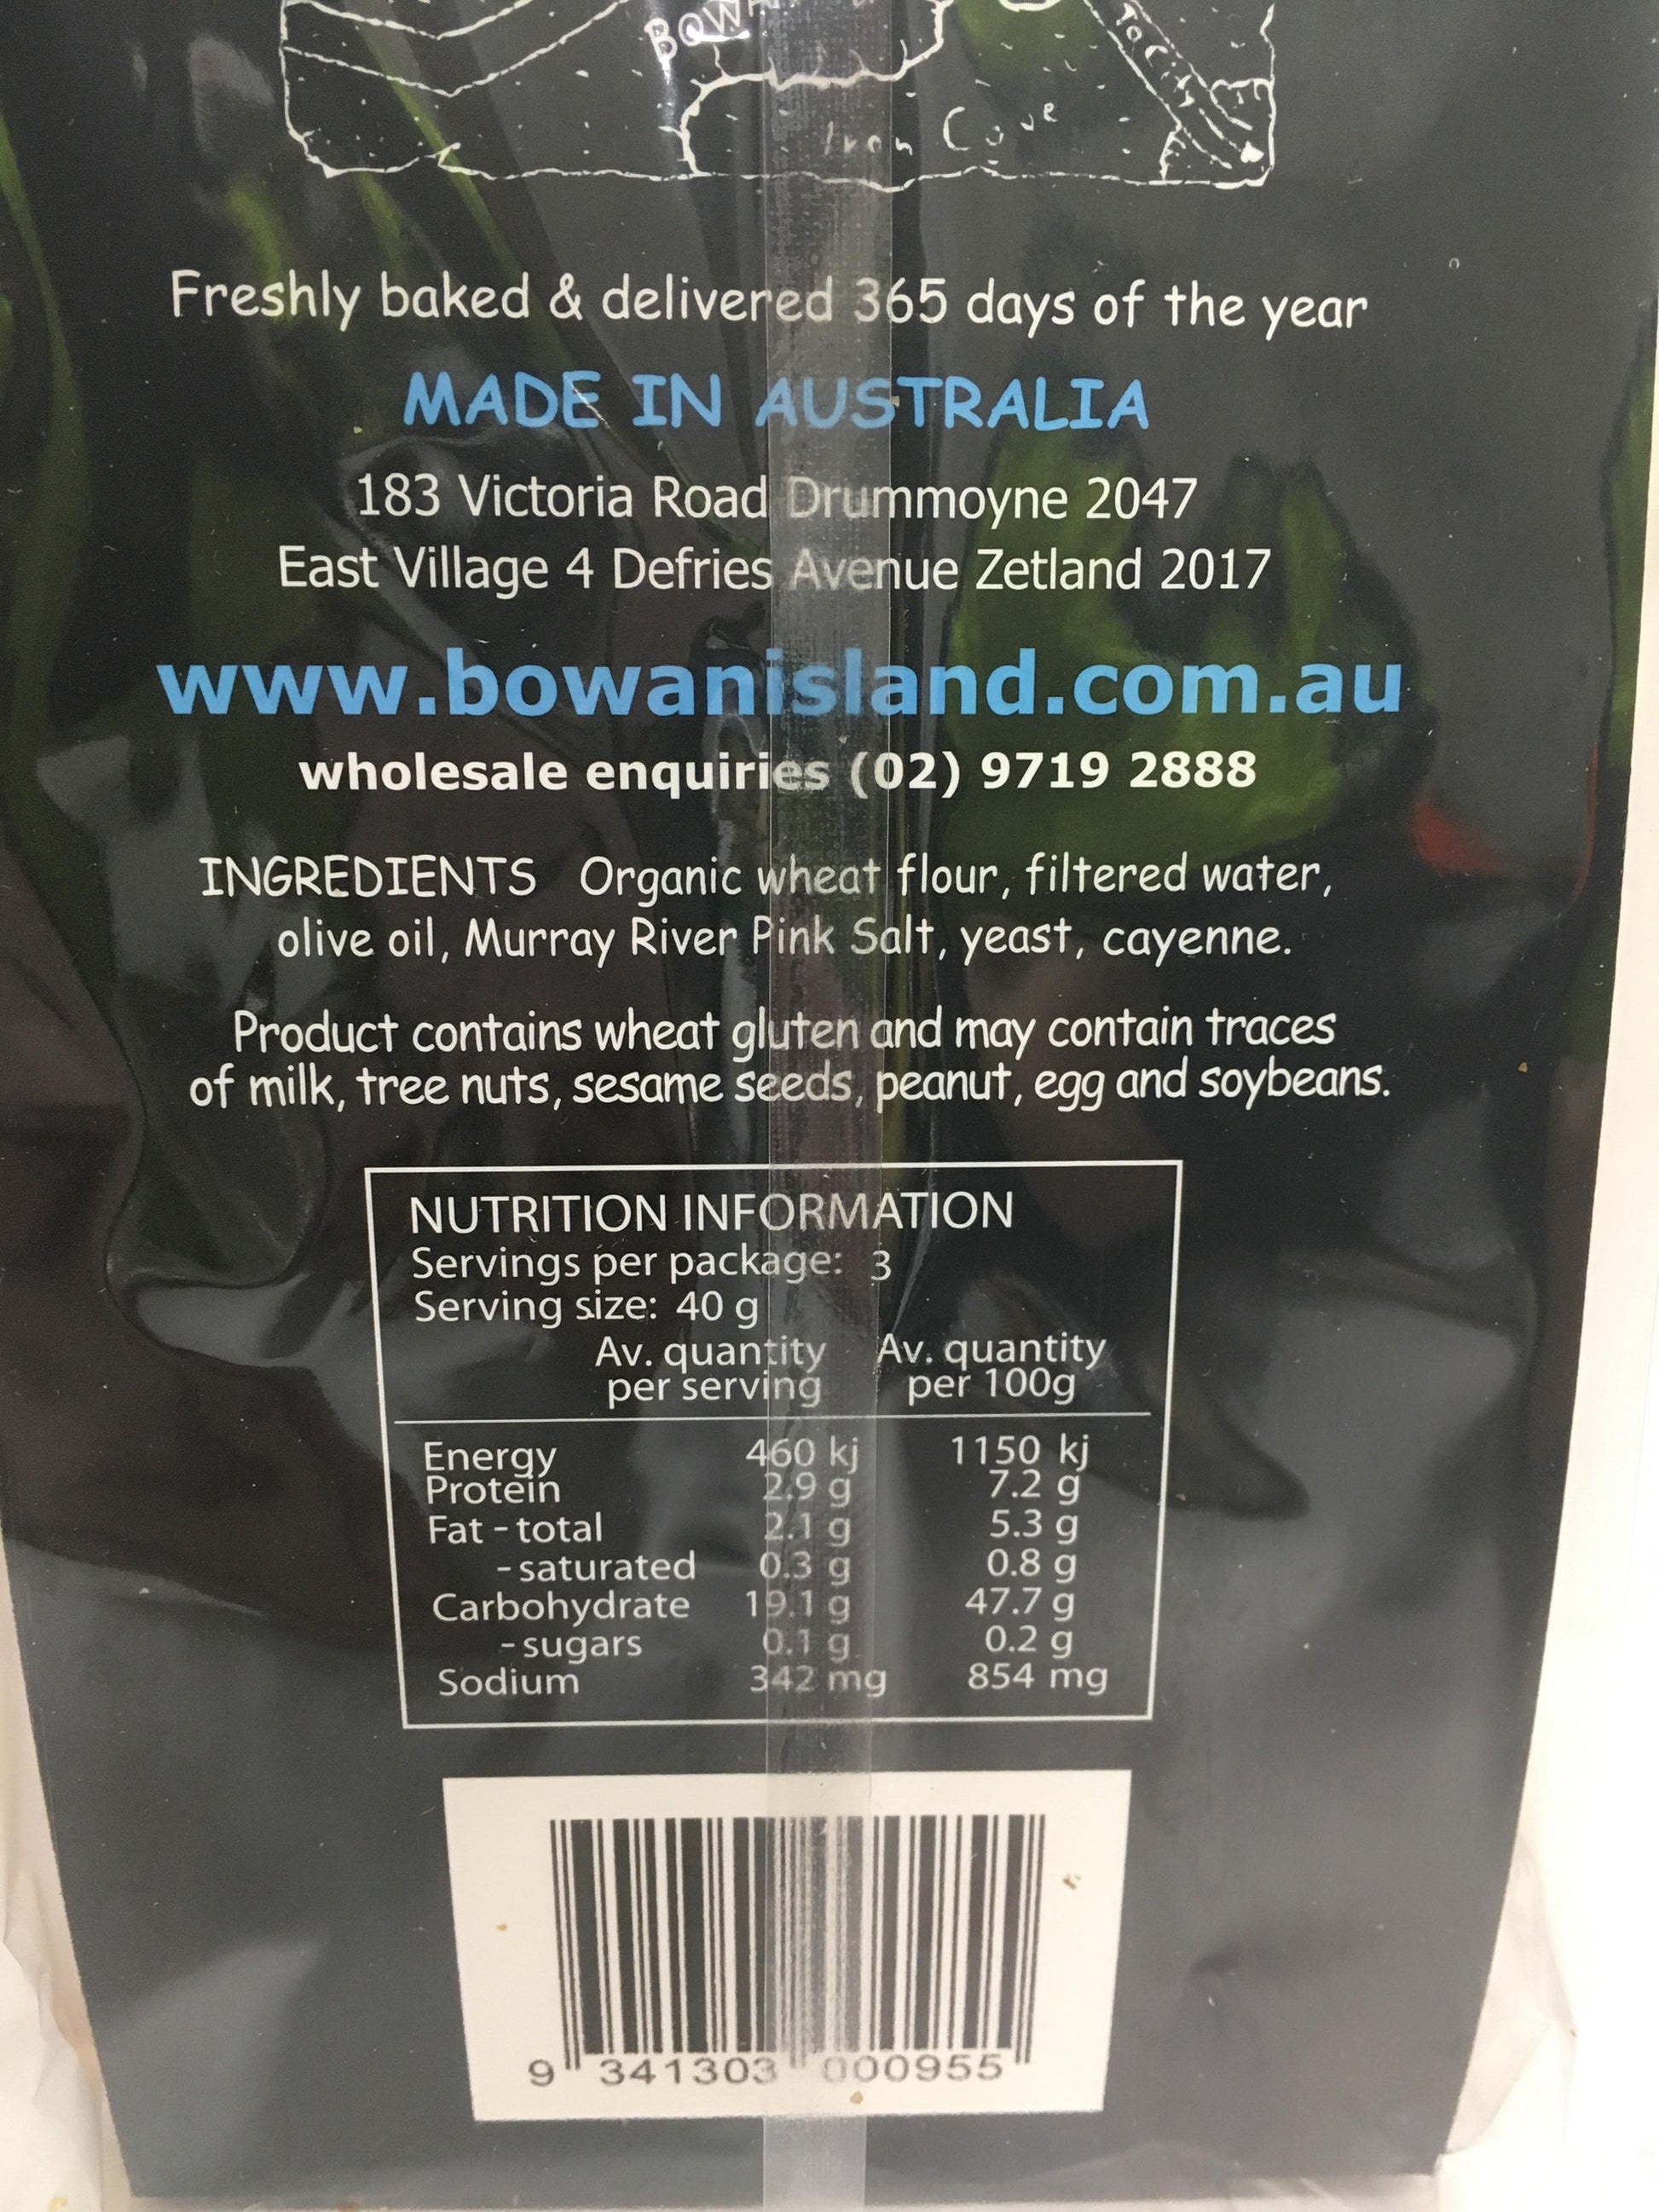 Iron Cove
Freshly baked & delivered 365 days of the year
MADE IN AUSTRALIA
183 Victoria Road Drummoyne 2047
East Village 4 Defries Avenue Zetland 2017
www.bowanisland.com.au
wholesale enquiries (02) 9719 2888
INGREDIENTS Organic wheat flour, filtered water,
olive oil, Murray River Pink Salt, yeast, cayenne.
Product contains wheat gluten and may contain traces
of milk, tree nuts, sesame seeds, peanut, egg and soybeans.
NUTRITION INFORMATION
Servings per package: 3
Serving size: 40 g
Av. quantity Av. quantity
per serving per 100g
Energy 460 kj 1150 kj
Protein 2.9 g 7.2 g
Fat - total 2.1 g 5.3 g
- saturated 0.3 g 0.8 g
Carbohydrate 19.1 g 47.7 g
- sugars 0.1 g 0.2 g
Sodium 342 mg 854 mg
9 341303 000955